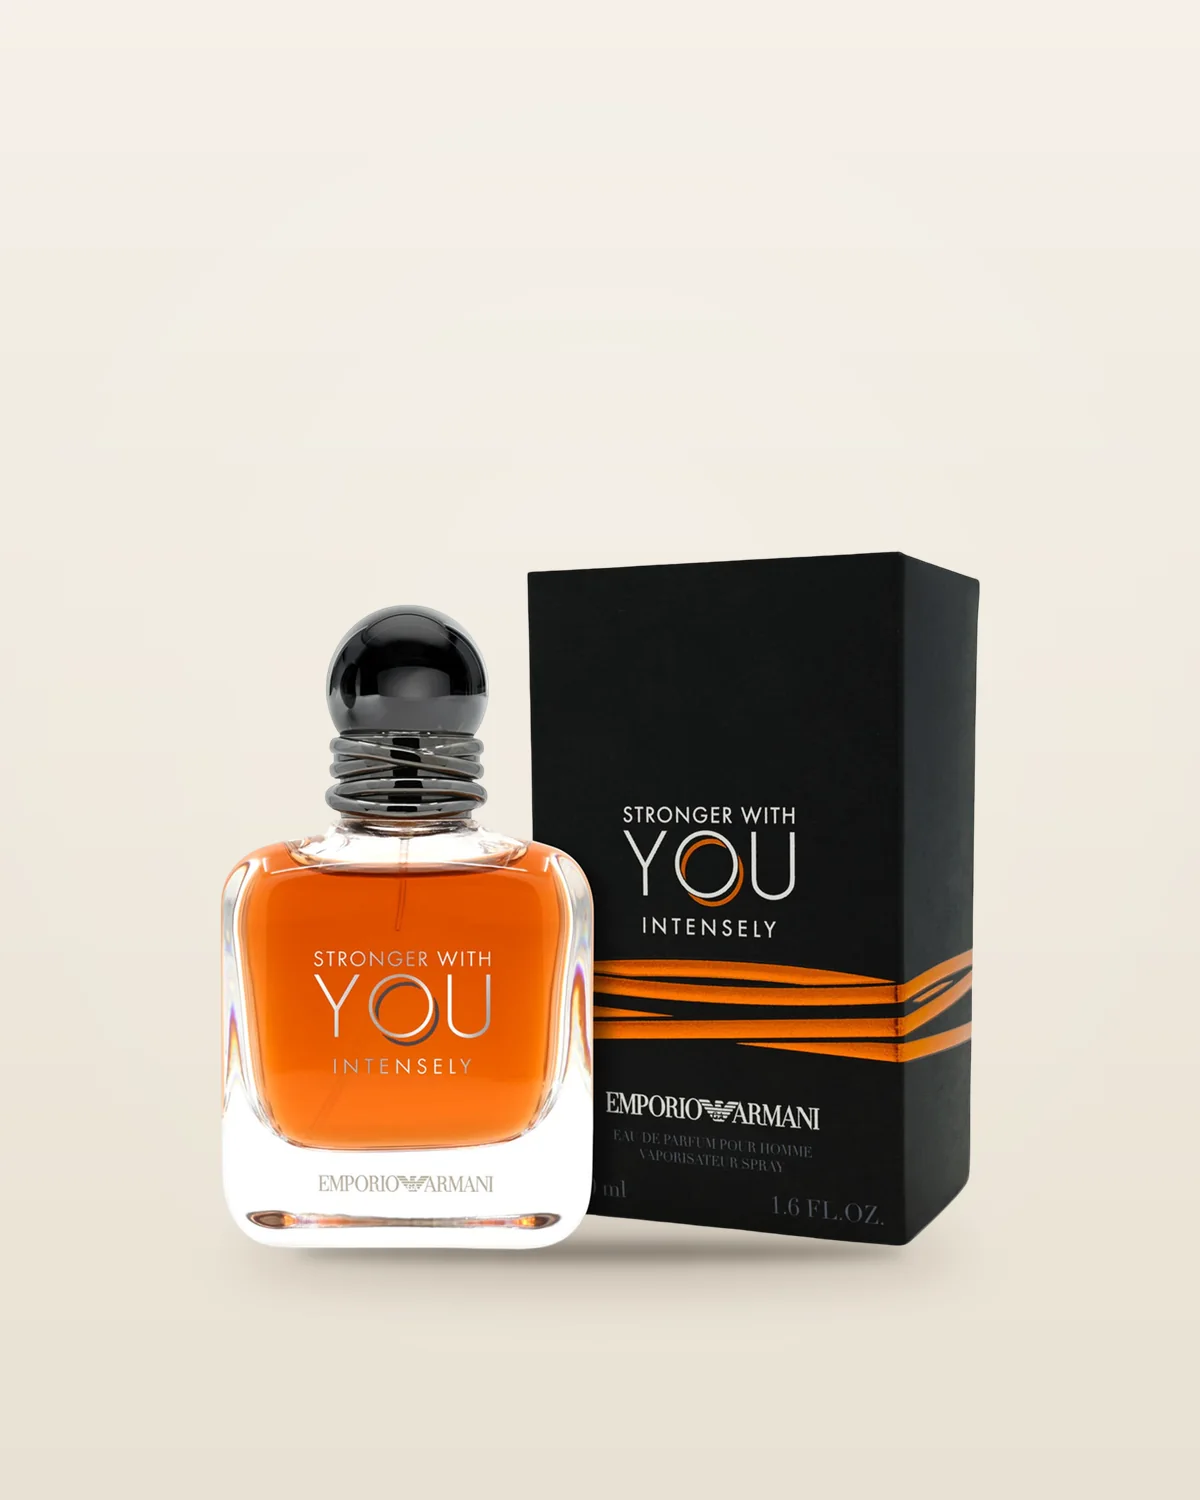 STRONGER WITH
YOU
INTENSELY
EMPORIO ARMANI
STRONGER WITH
YOU
INTENSELY
EMPORIO ARMANI
EAU DE PARFUM POUR HOMME
VAPORISATEUR SPRAY
ml
1.6 FL.OZ.